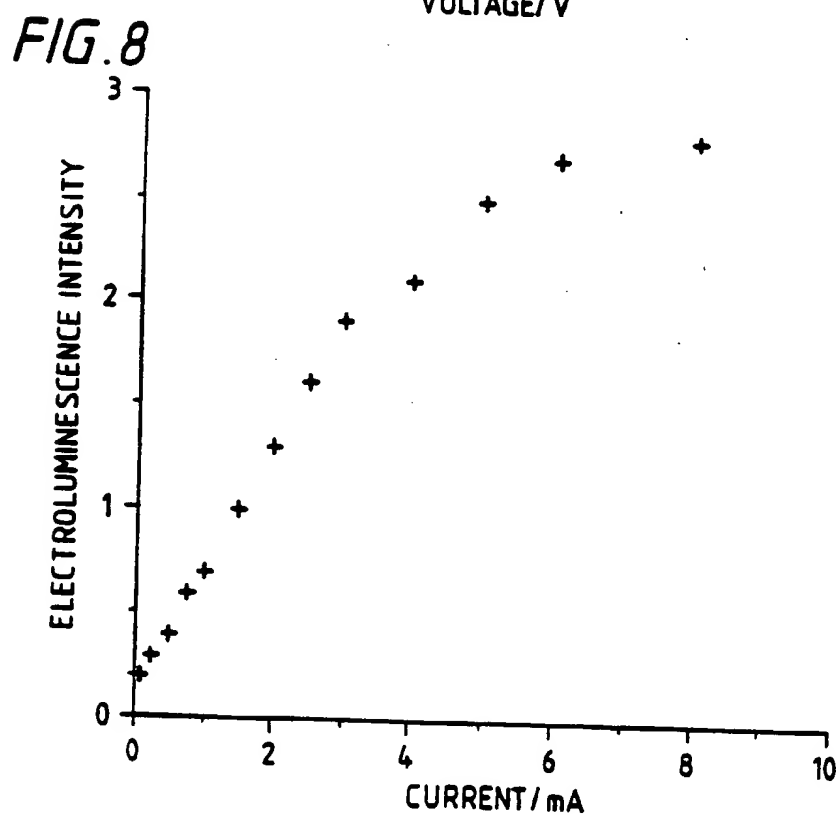 VOLTAGE/ V
FIG.8
3
2
1
0
ELECTROLUMINESCENCE INTENSITY
0 2 4 6 8 10
CURRENT/mA